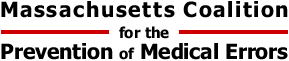 Massachusetts Coalition
for the
Prevention of Medical Errors